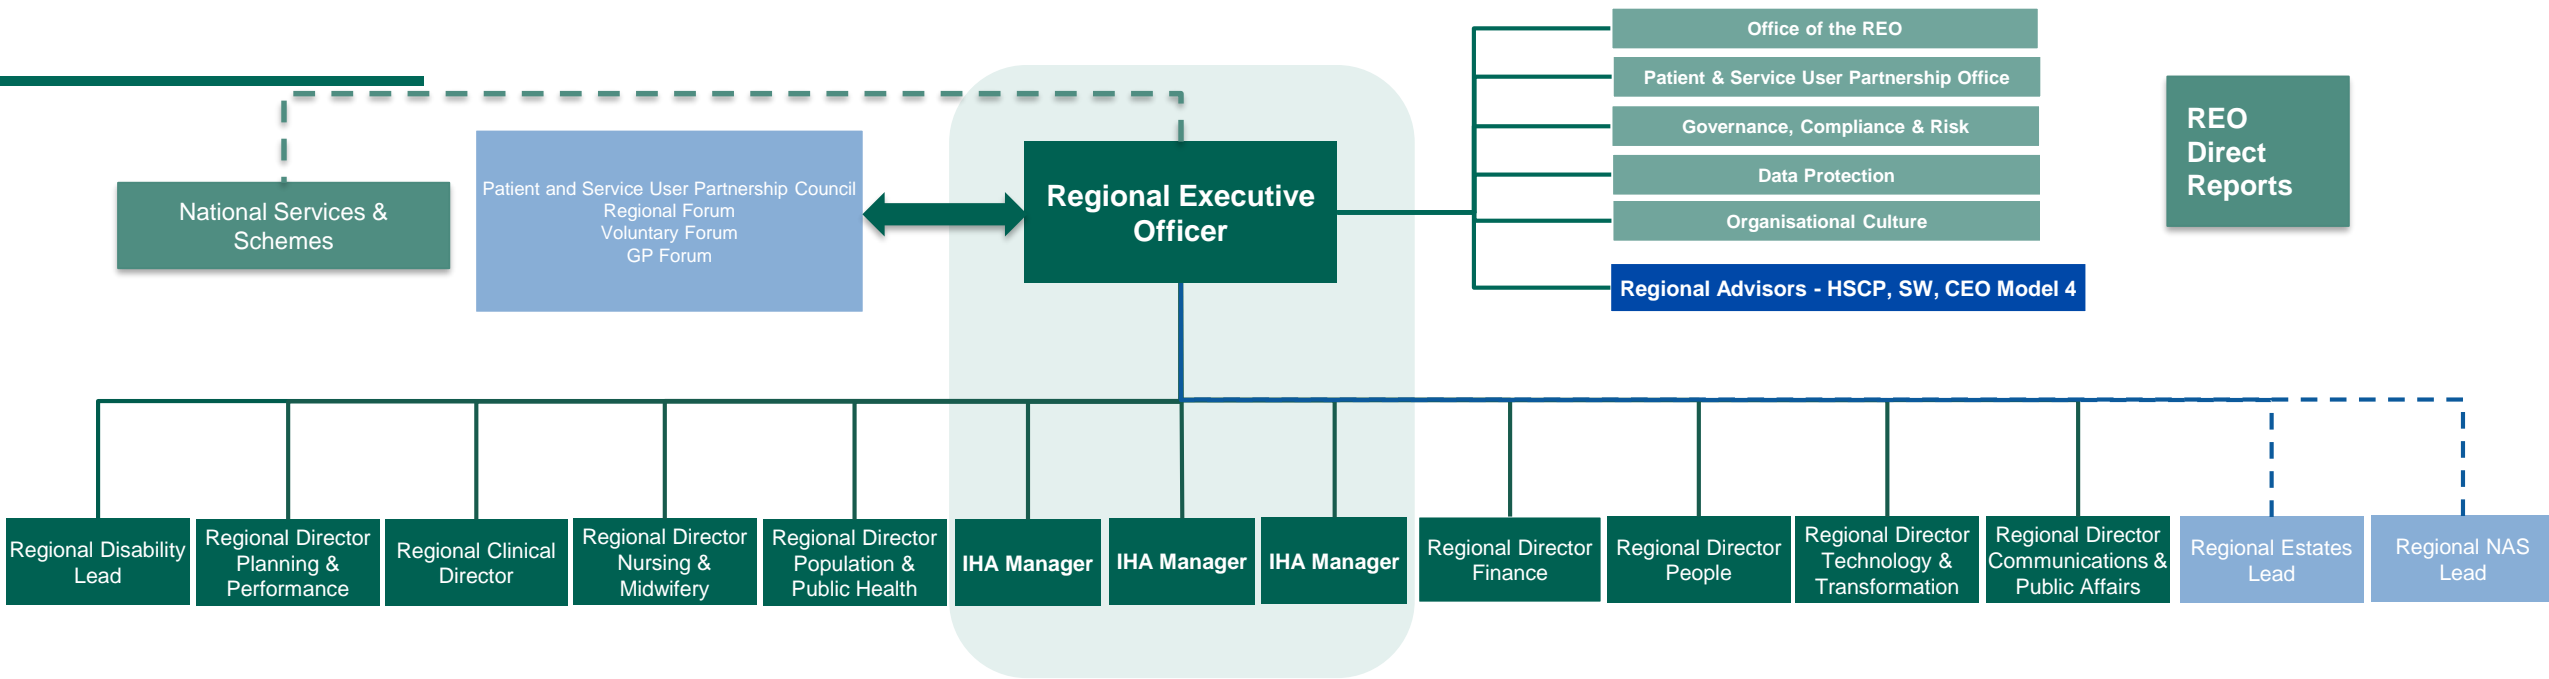 Office of the REO
Patient & Service User Partnership Office
Governance, Compliance & Risk
Data Protection
Organisational Culture
Regional Advisors - HSCP, SW, CEO Model 4
REO
Direct
Reports
National Services &
Schemes
Patient and Service User Partnership Council
Regional Forum
Voluntary Forum
GP Forum
Regional Executive
Officer
Regional Disability
Lead
Regional Director
Planning &
Performance
Regional Clinical
Director
Regional Director
Nursing &
Midwifery
Regional Director
Population &
Public Health
IHA Manager
IHA Manager
IHA Manager
Regional Director
Finance
Regional Director
People
Regional Director
Technology &
Transformation
Regional Director
Communications &
Public Affairs
Regional Estates
Lead
Regional NAS
Lead